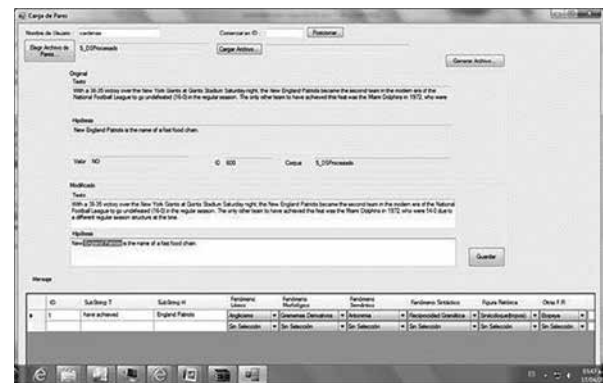 Carga de Pares
Nombre de Usuario: cardenas Comenzar en ID: Posicionar
Elegir Archivo de Pares... 5_DSProcesado Cargar Archivo... Generar Archivo...
Original
Texto
With a 38-35 victory over the New York Giants at Giants Stadium Saturday night, the New England Patriots became the second team in the modern era of the
National Football League to go undefeated (16-0) in the regular season. The only other team to have achieved this feat was the Miami Dolphins in 1972, who were
Hipótesis
New England Patriots is the name of a fast food chain.
Valor NO ID 600 Corpus 5_DSProcesado
Modificado
Texto
With a 38-35 victory over the New York Giants at Giants Stadium Saturday night, the New England Patriots became the second team in the modern era of the National
Football League to go undefeated (16-0) in the regular season. The only other team to have achieved this feat was the Miami Dolphins in 1972, who were 14-0 due to
a different regular season structure at the time.
Hipótesis
New England Patriots is the name of a fast food chain.
Guardar
Mensaje
ID SubString T SubString H Fenómeno Léxico Fenómeno Morfológico Fenómeno Semántico Fenómeno Sintáctico Figura Retórica Otros F.R.
1 have achieved England Patriots Anglicismo Gramemas Derivativos Antonimia Reciprocidad Gramatica Sinécdoque(tropos) Etopeya
Sin Selección Sin Selección Sin Selección Sin Selección Sin Selección Sin Selección
ES